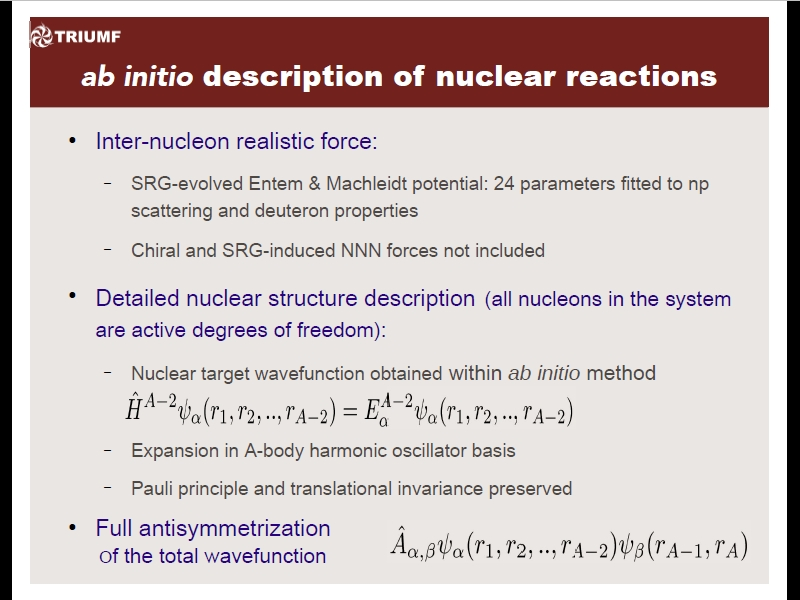 TRIUMF
ab initio description of nuclear reactions
• Inter-nucleon realistic force:
– SRG-evolved Entem & Machleidt potential: 24 parameters fitted to np
scattering and deuteron properties
– Chiral and SRG-induced NNN forces not included
• Detailed nuclear structure description (all nucleons in the system
are active degrees of freedom):
– Nuclear target wavefunction obtained within ab initio method
Ĥ^{A−2}ψ_α(r_1, r_2, .., r_{A−2}) = E_α^{A−2}ψ_α(r_1, r_2, .., r_{A−2})
– Expansion in A-body harmonic oscillator basis
– Pauli principle and translational invariance preserved
• Full antisymmetrization
Of the total wavefunction
Â_{α,β}ψ_α(r_1, r_2, .., r_{A−2})ψ_β(r_{A−1}, r_A)